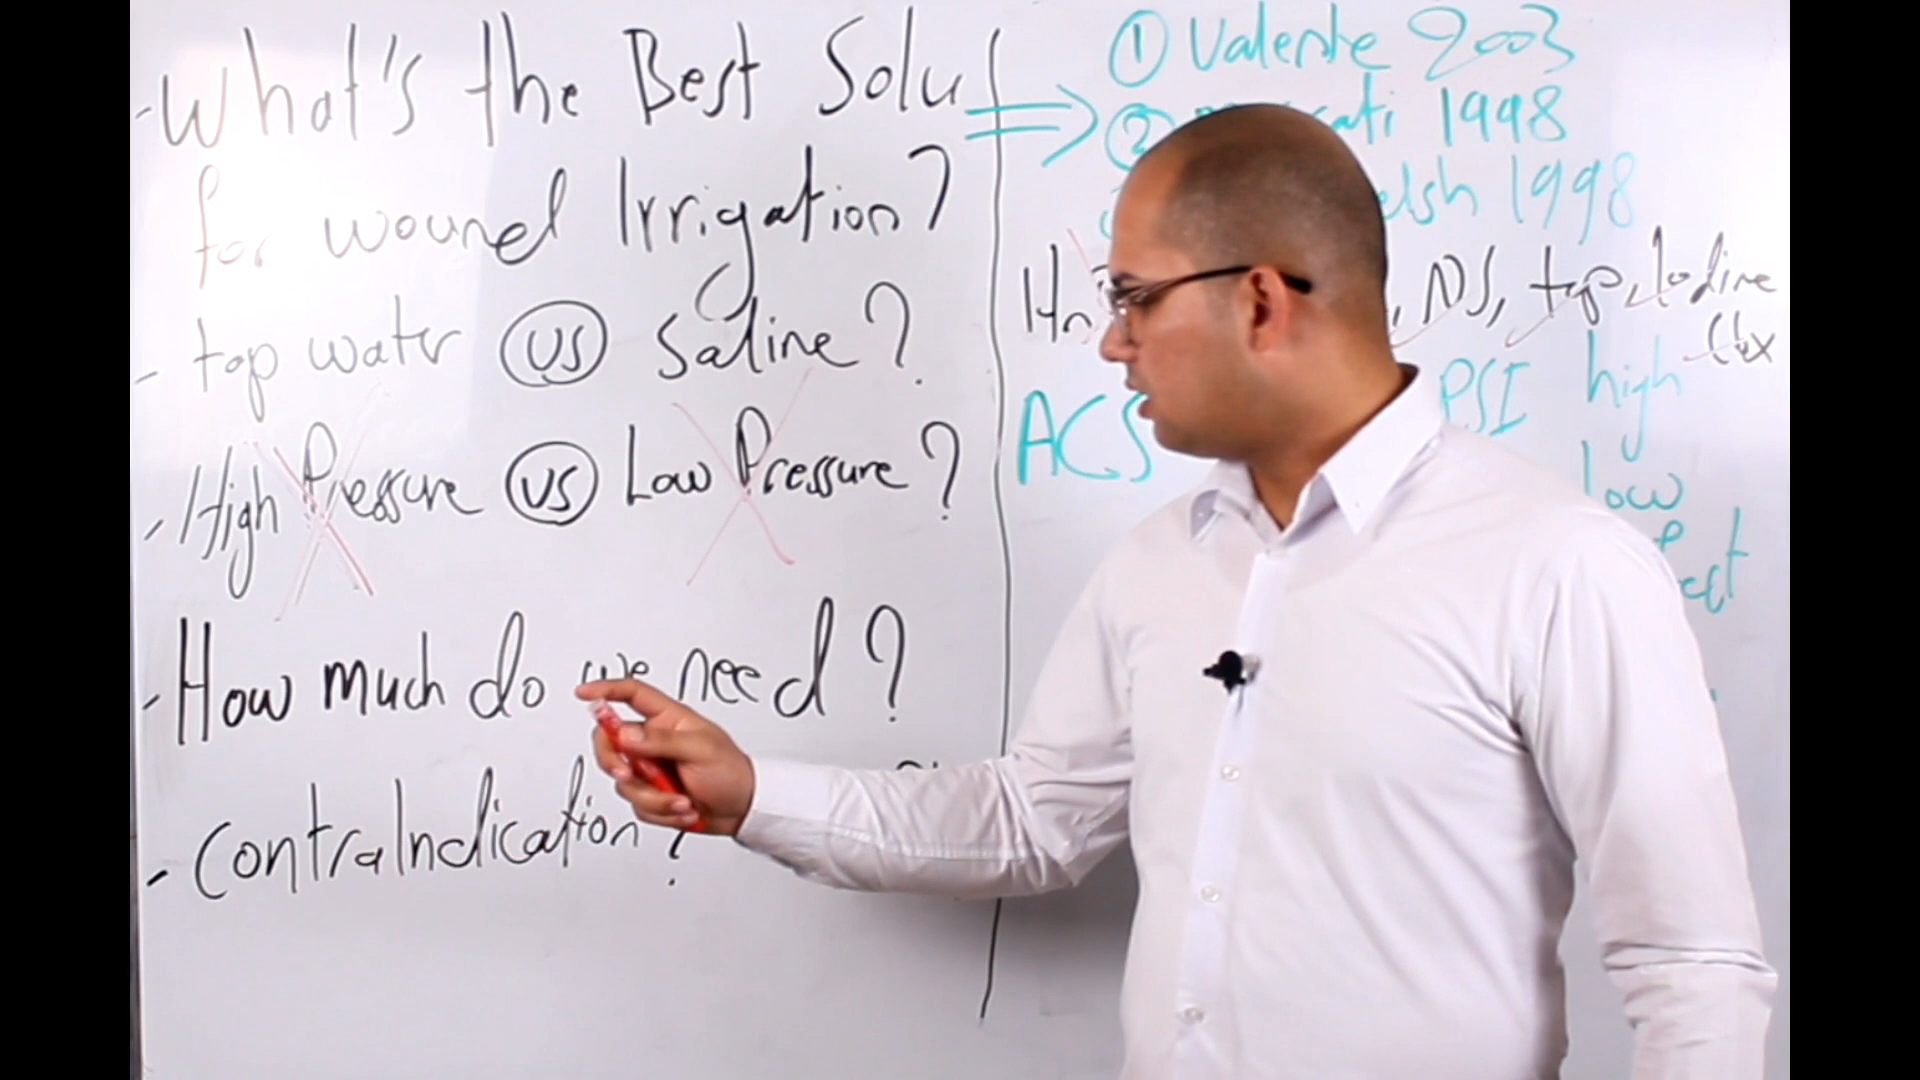 - What's the Best Solu
for wound Irrigation?
- tap water VS Saline?
- High Pressure VS Low Pressure?
- How much do we need?
- ContraIndication?
① Valente 2003
② 1998
1998
, NS, tap, Iodine
ACS PSI high
low